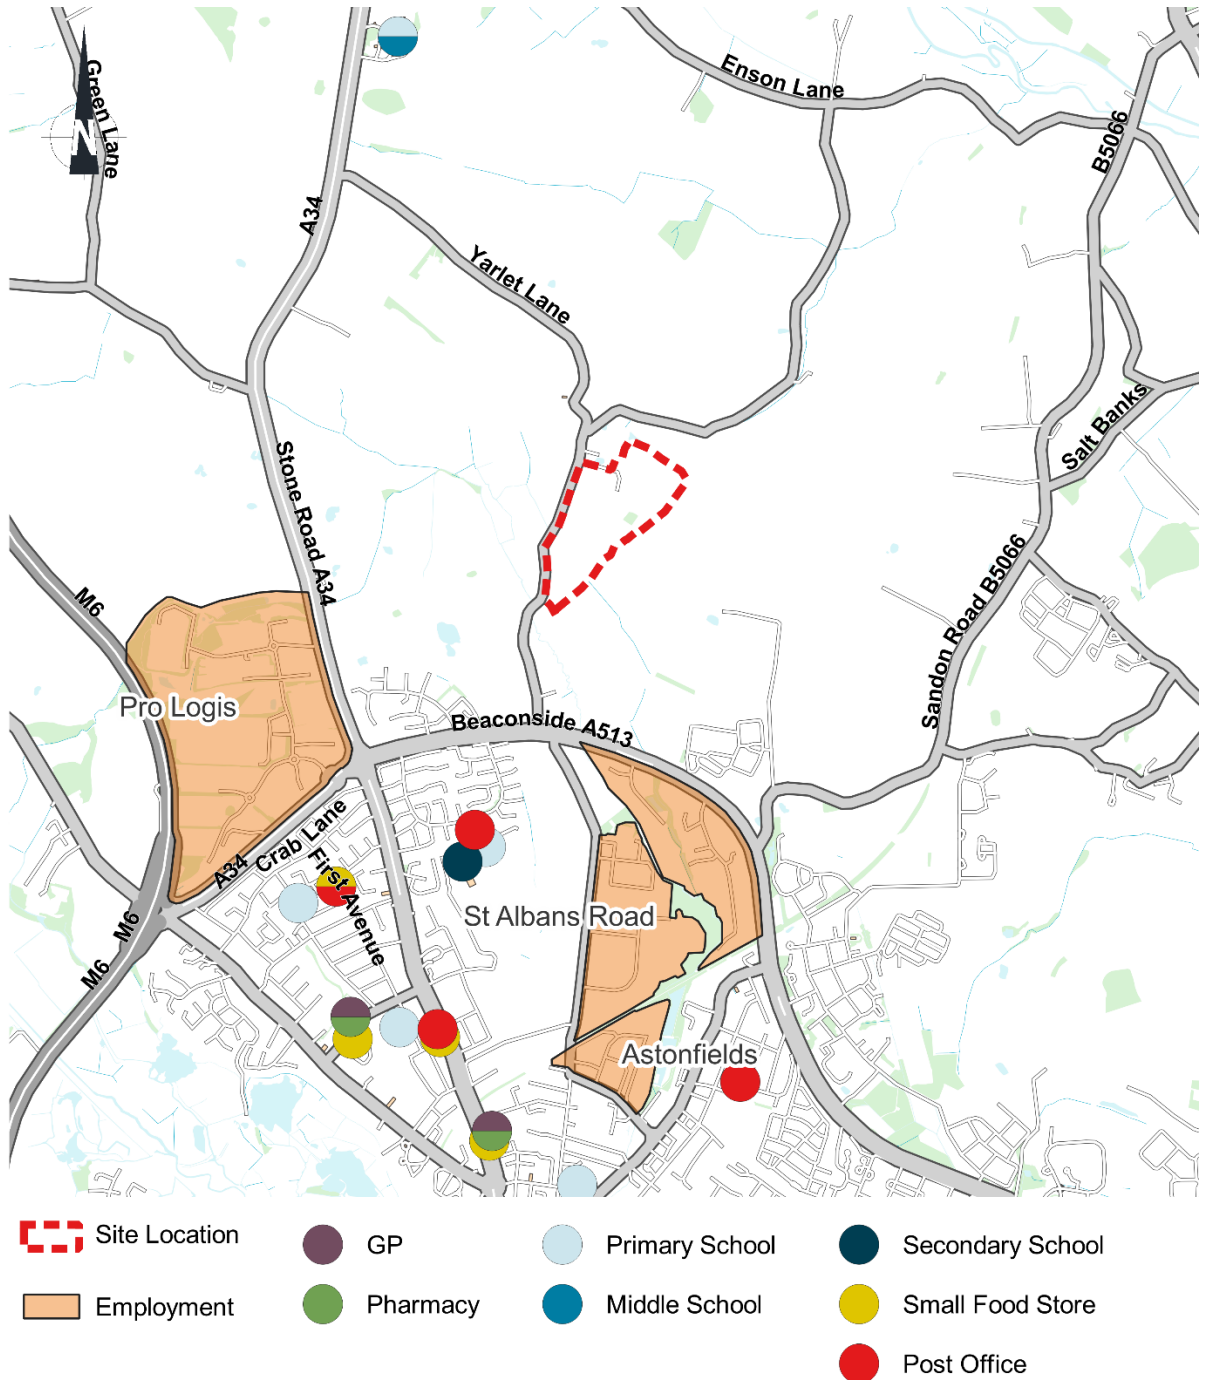 Green Lane
N
Enson Lane
B5066
A34
Yarlet Lane
Salt Banks
Stone Road A34
Sandon Road B5066
M6
Pro Logis
Beaconside A513
A34
Crab Lane
First Avenue
St Albans Road
M6
M6
Astonfields
Site Location
GP
Primary School
Secondary School
Employment
Pharmacy
Middle School
Small Food Store
Post Office